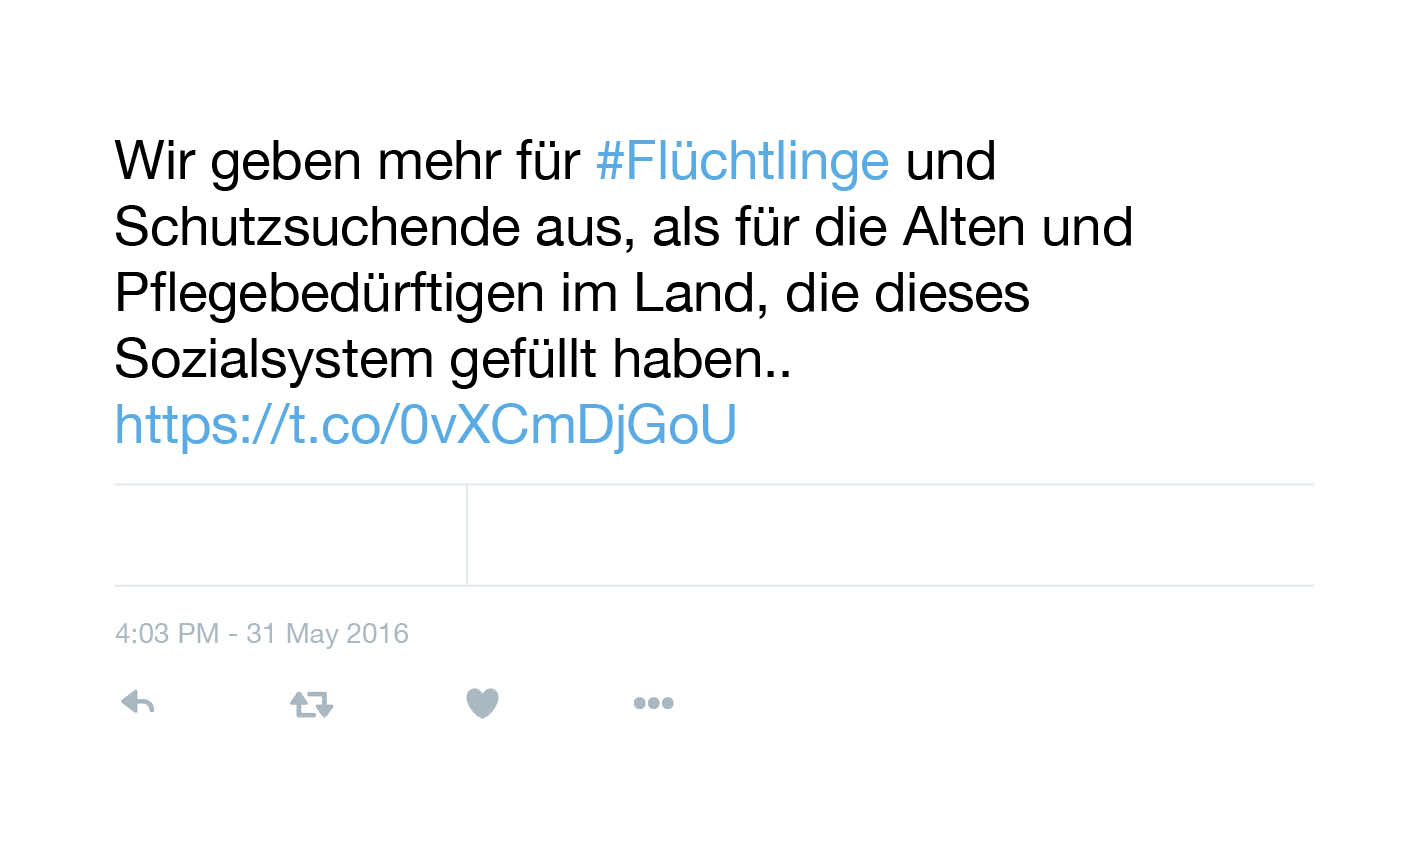 Wir geben mehr für #Flüchtlinge und
Schutzsuchende aus, als für die Alten und
Pflegebedürftigen im Land, die dieses
Sozialsystem gefüllt haben..
https://t.co/0vXCmDjGoU
4:03 PM - 31 May 2016